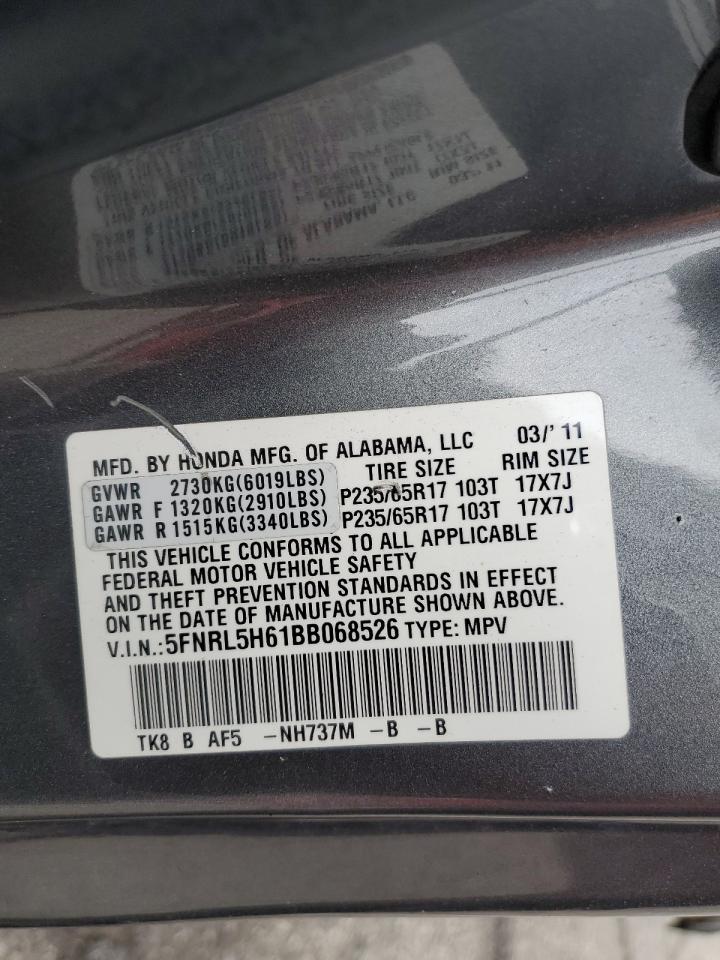 MFD. BY HONDA MFG. OF ALABAMA, LLC 03/'11
GVWR 2730KG(6019LBS) TIRE SIZE RIM SIZE
GAWR F 1320KG(2910LBS) P235/65R17 103T 17X7J
GAWR R 1515KG(3340LBS) P235/65R17 103T 17X7J
THIS VEHICLE CONFORMS TO ALL APPLICABLE
FEDERAL MOTOR VEHICLE SAFETY
AND THEFT PREVENTION STANDARDS IN EFFECT
ON THE DATE OF MANUFACTURE SHOWN ABOVE.
V.I.N.:5FNRL5H61BB068526 TYPE: MPV
TK8 B AF5 -NH737M -B -B